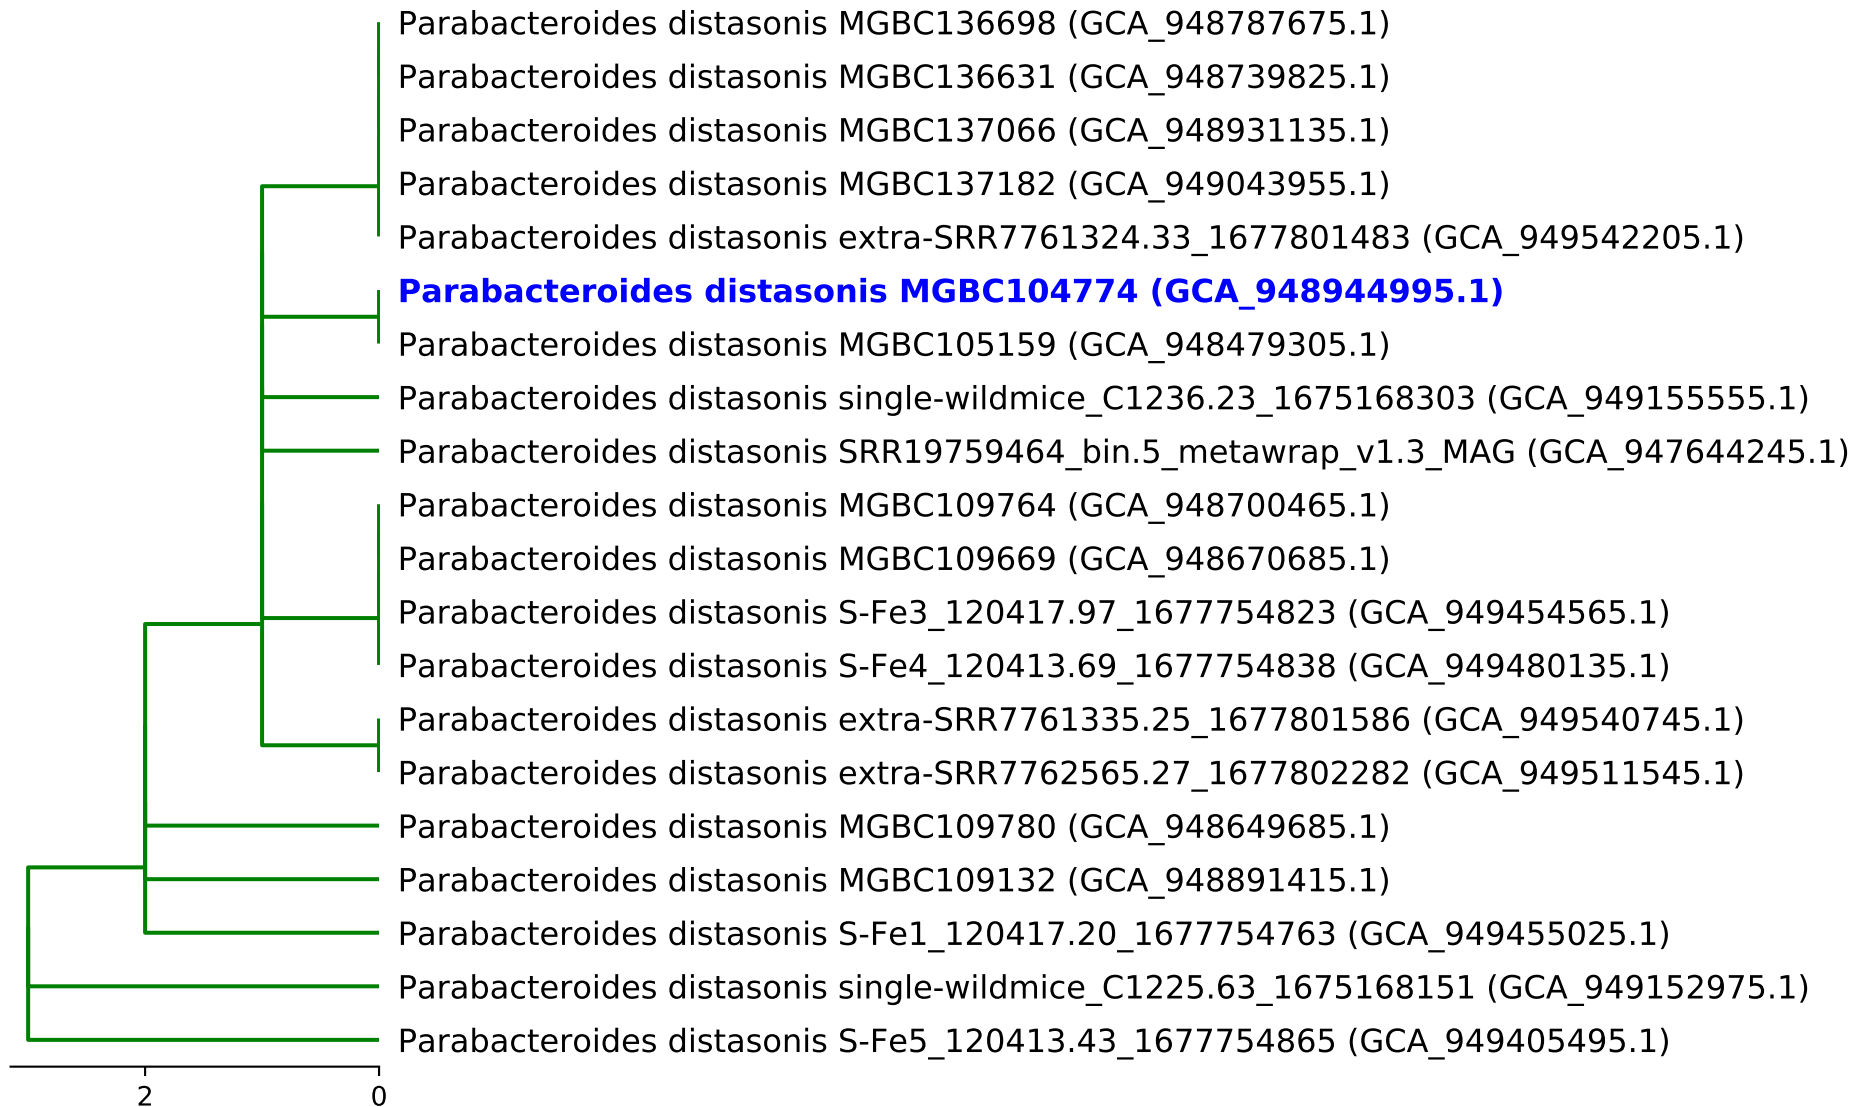 Parabacteroides distasonis MGBC136698 (GCA_948787675.1)
Parabacteroides distasonis MGBC136631 (GCA_948739825.1)
Parabacteroides distasonis MGBC137066 (GCA_948931135.1)
Parabacteroides distasonis MGBC137182 (GCA_949043955.1)
Parabacteroides distasonis extra-SRR7761324.33_1677801483 (GCA_949542205.1)
Parabacteroides distasonis MGBC104774 (GCA_948944995.1)
Parabacteroides distasonis MGBC105159 (GCA_948479305.1)
Parabacteroides distasonis single-wildmice_C1236.23_1675168303 (GCA_949155555.1)
Parabacteroides distasonis SRR19759464_bin.5_metawrap_v1.3_MAG (GCA_947644245.1)
Parabacteroides distasonis MGBC109764 (GCA_948700465.1)
Parabacteroides distasonis MGBC109669 (GCA_948670685.1)
Parabacteroides distasonis S-Fe3_120417.97_1677754823 (GCA_949454565.1)
Parabacteroides distasonis S-Fe4_120413.69_1677754838 (GCA_949480135.1)
Parabacteroides distasonis extra-SRR7761335.25_1677801586 (GCA_949540745.1)
Parabacteroides distasonis extra-SRR7762565.27_1677802282 (GCA_949511545.1)
Parabacteroides distasonis MGBC109780 (GCA_948649685.1)
Parabacteroides distasonis MGBC109132 (GCA_948891415.1)
Parabacteroides distasonis S-Fe1_120417.20_1677754763 (GCA_949455025.1)
Parabacteroides distasonis single-wildmice_C1225.63_1675168151 (GCA_949152975.1)
Parabacteroides distasonis S-Fe5_120413.43_1677754865 (GCA_949405495.1)
2 0